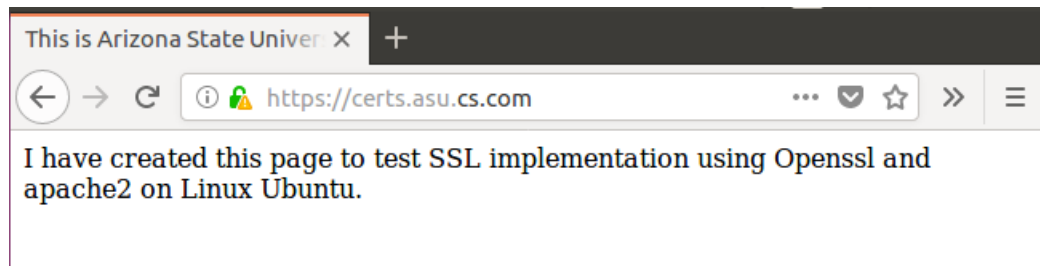 This is Arizona State Univer
https://certs.asu.cs.com
I have created this page to test SSL implementation using Openssl and
apache2 on Linux Ubuntu.